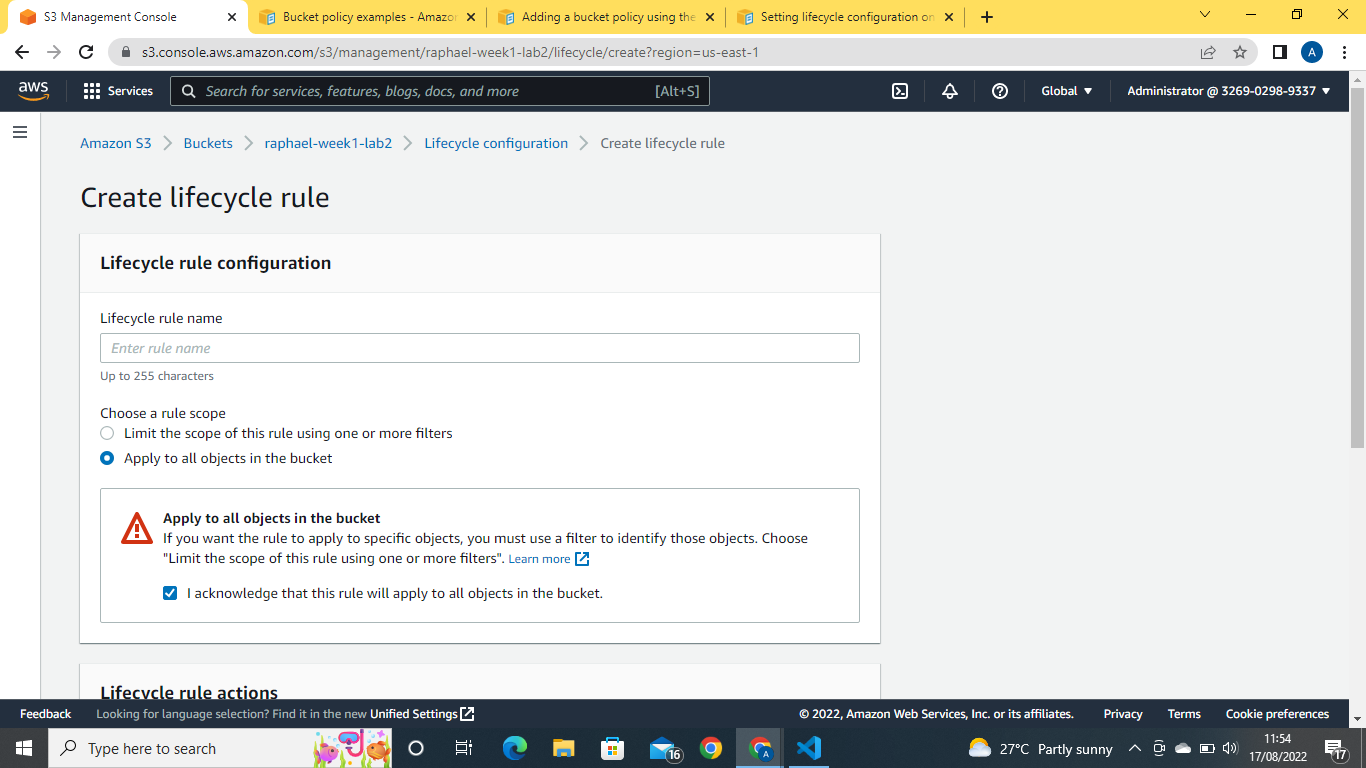 S3 Management Console
Bucket policy examples - Amazon
Adding a bucket policy using the
Setting lifecycle configuration on
s3.console.aws.amazon.com/s3/management/raphael-week1-lab2/lifecycle/create?region=us-east-1
A
aws
Services
Search for services, features, blogs, docs, and more [Alt+S]
Global
Administrator @ 3269-0298-9337
Amazon S3
Buckets
raphael-week1-lab2
Lifecycle configuration
Create lifecycle rule
Create lifecycle rule
Lifecycle rule configuration
Lifecycle rule name
Enter rule name
Up to 255 characters
Choose a rule scope
Limit the scope of this rule using one or more filters
Apply to all objects in the bucket
Apply to all objects in the bucket
If you want the rule to apply to specific objects, you must use a filter to identify those objects. Choose
"Limit the scope of this rule using one or more filters". Learn more
I acknowledge that this rule will apply to all objects in the bucket.
Lifecycle rule actions
Feedback
Looking for language selection? Find it in the new Unified Settings
© 2022, Amazon Web Services, Inc. or its affiliates.
Privacy
Terms
Cookie preferences
Type here to search
16
A
27°C Partly sunny
11:54
17/08/2022
17